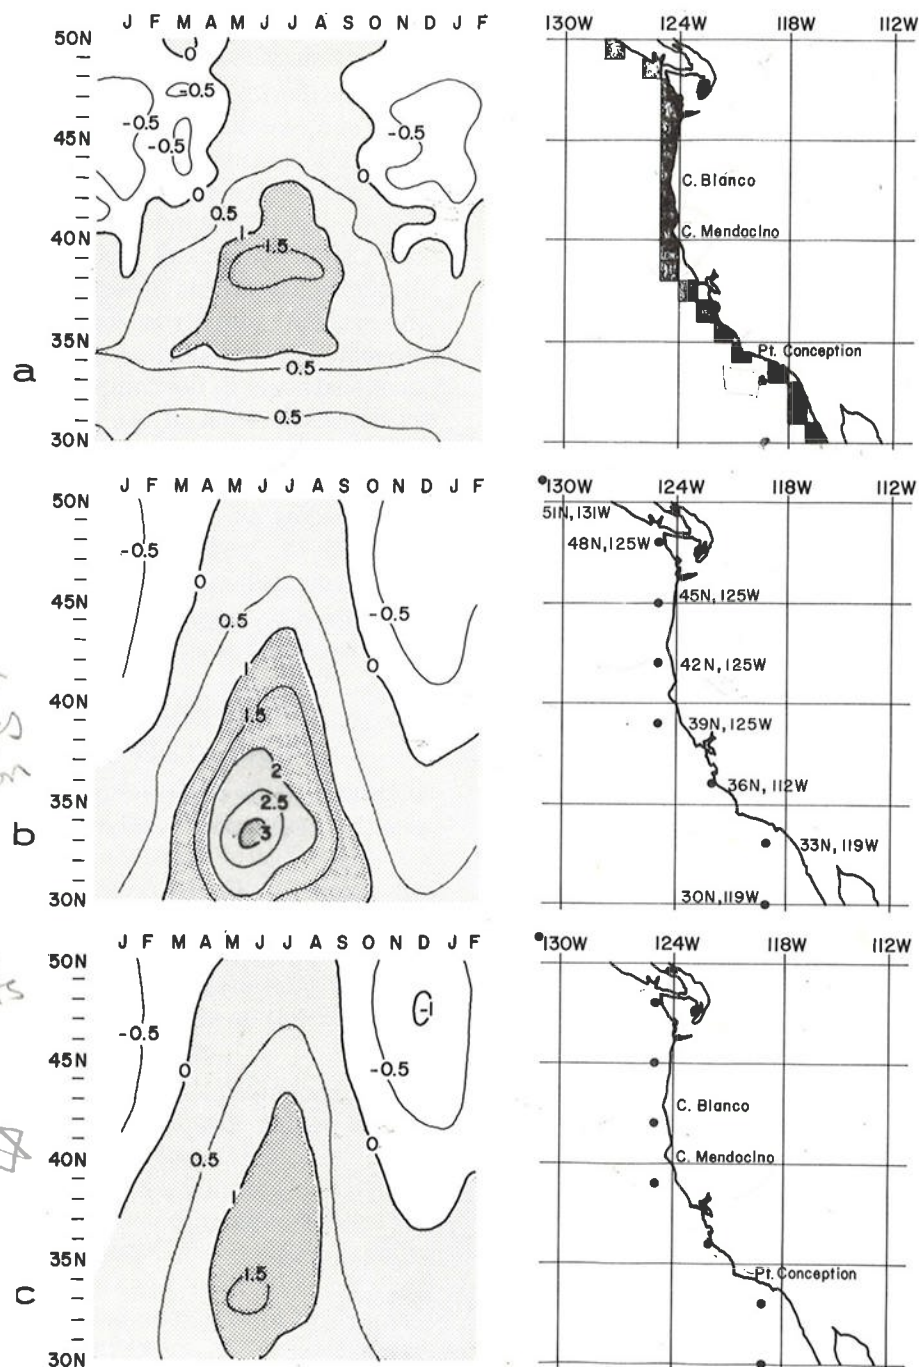 J F M A M J J A S O N D J F
130W 124W 118W 112W
50N
0
-0.5
-0.5
-0.5
-0.5
45N
C. Blanco
0
0
0.5
1
C. Mendocino
40N
1.5
35N
Pt. Conception
a
0.5
0.5
30N
J F M A M J J A S O N D J F
130W 124W 118W 112W
50N
51N, 131W
-0.5
48N, 125W
0
45N
0.5
-0.5
45N, 125W
1
0
42N, 125W
40N
1.5
39N, 125W
2
2.5
36N, 112W
35N
b
3
33N, 119W
30N
30N, 119W
J F M A M J J A S O N D J F
130W 124W 118W 112W
50N
-1
-0.5
45N
0
-0.5
C. Blanco
0
40N
0.5
C. Mendocino
1
35N
1.5
Pt. Conception
c
30N